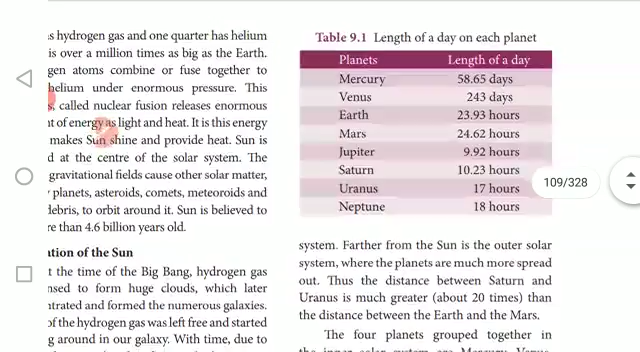 s hydrogen gas and one quarter has helium
is over a million times as big as the Earth.
gen atoms combine or fuse together to
helium under enormous pressure. This
s, called nuclear fusion releases enormous
nt of energy as light and heat. It is this energy
makes Sun shine and provide heat. Sun is
d at the centre of the solar system. The
gravitational fields cause other solar matter,
planets, asteroids, comets, meteoroids and
debris, to orbit around it. Sun is believed to
re than 4.6 billion years old.
ation of the Sun
t the time of the Big Bang, hydrogen gas
nsed to form huge clouds, which later
ntrated and formed the numerous galaxies.
of the hydrogen gas was left free and started
g around in our galaxy. With time, due to
Table 9.1 Length of a day on each planet
Planets Length of a day
Mercury 58.65 days
Venus 243 days
Earth 23.93 hours
Mars 24.62 hours
Jupiter 9.92 hours
Saturn 10.23 hours
Uranus 17 hours
Neptune 18 hours
109/328
system. Farther from the Sun is the outer solar
system, where the planets are much more spread
out. Thus the distance between Saturn and
Uranus is much greater (about 20 times) than
the distance between the Earth and the Mars.
The four planets grouped together in
the inner solar system are Mercury, Venus,